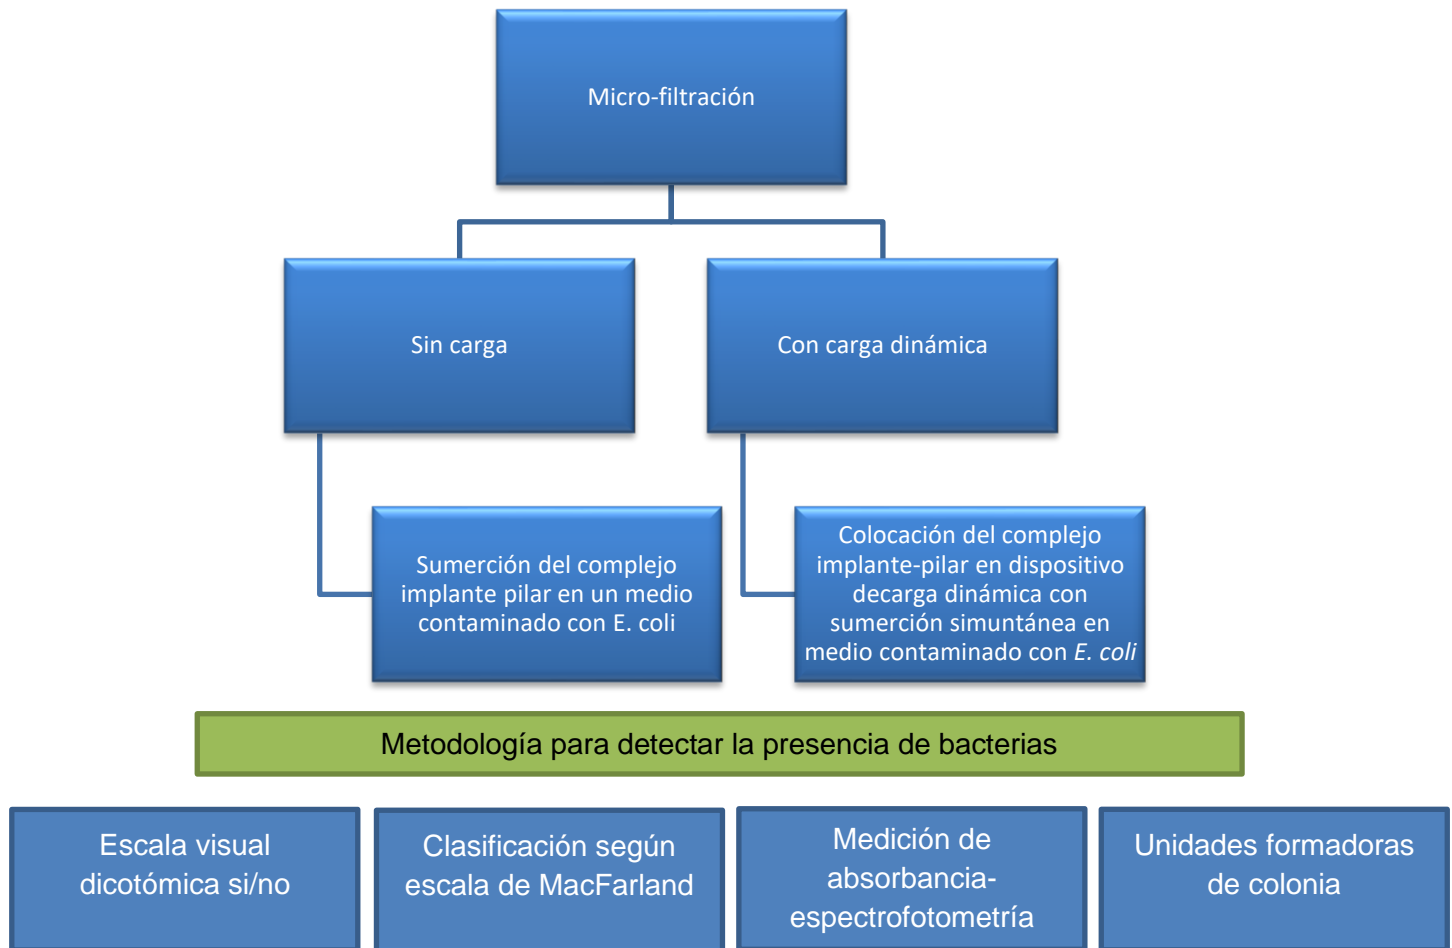 Micro-filtración
Sin carga
Con carga dinámica
Sumerción del complejo
implante pilar en un medio
contaminado con E. coli
Colocación del complejo
implante-pilar en dispositivo
decarga dinámica con
sumerción simuntánea en
medio contaminado con E. coli
Metodología para detectar la presencia de bacterias
Escala visual
dicotómica si/no
Clasificación según
escala de MacFarland
Medición de
absorbancia-
espectrofotometría
Unidades formadoras
de colonia